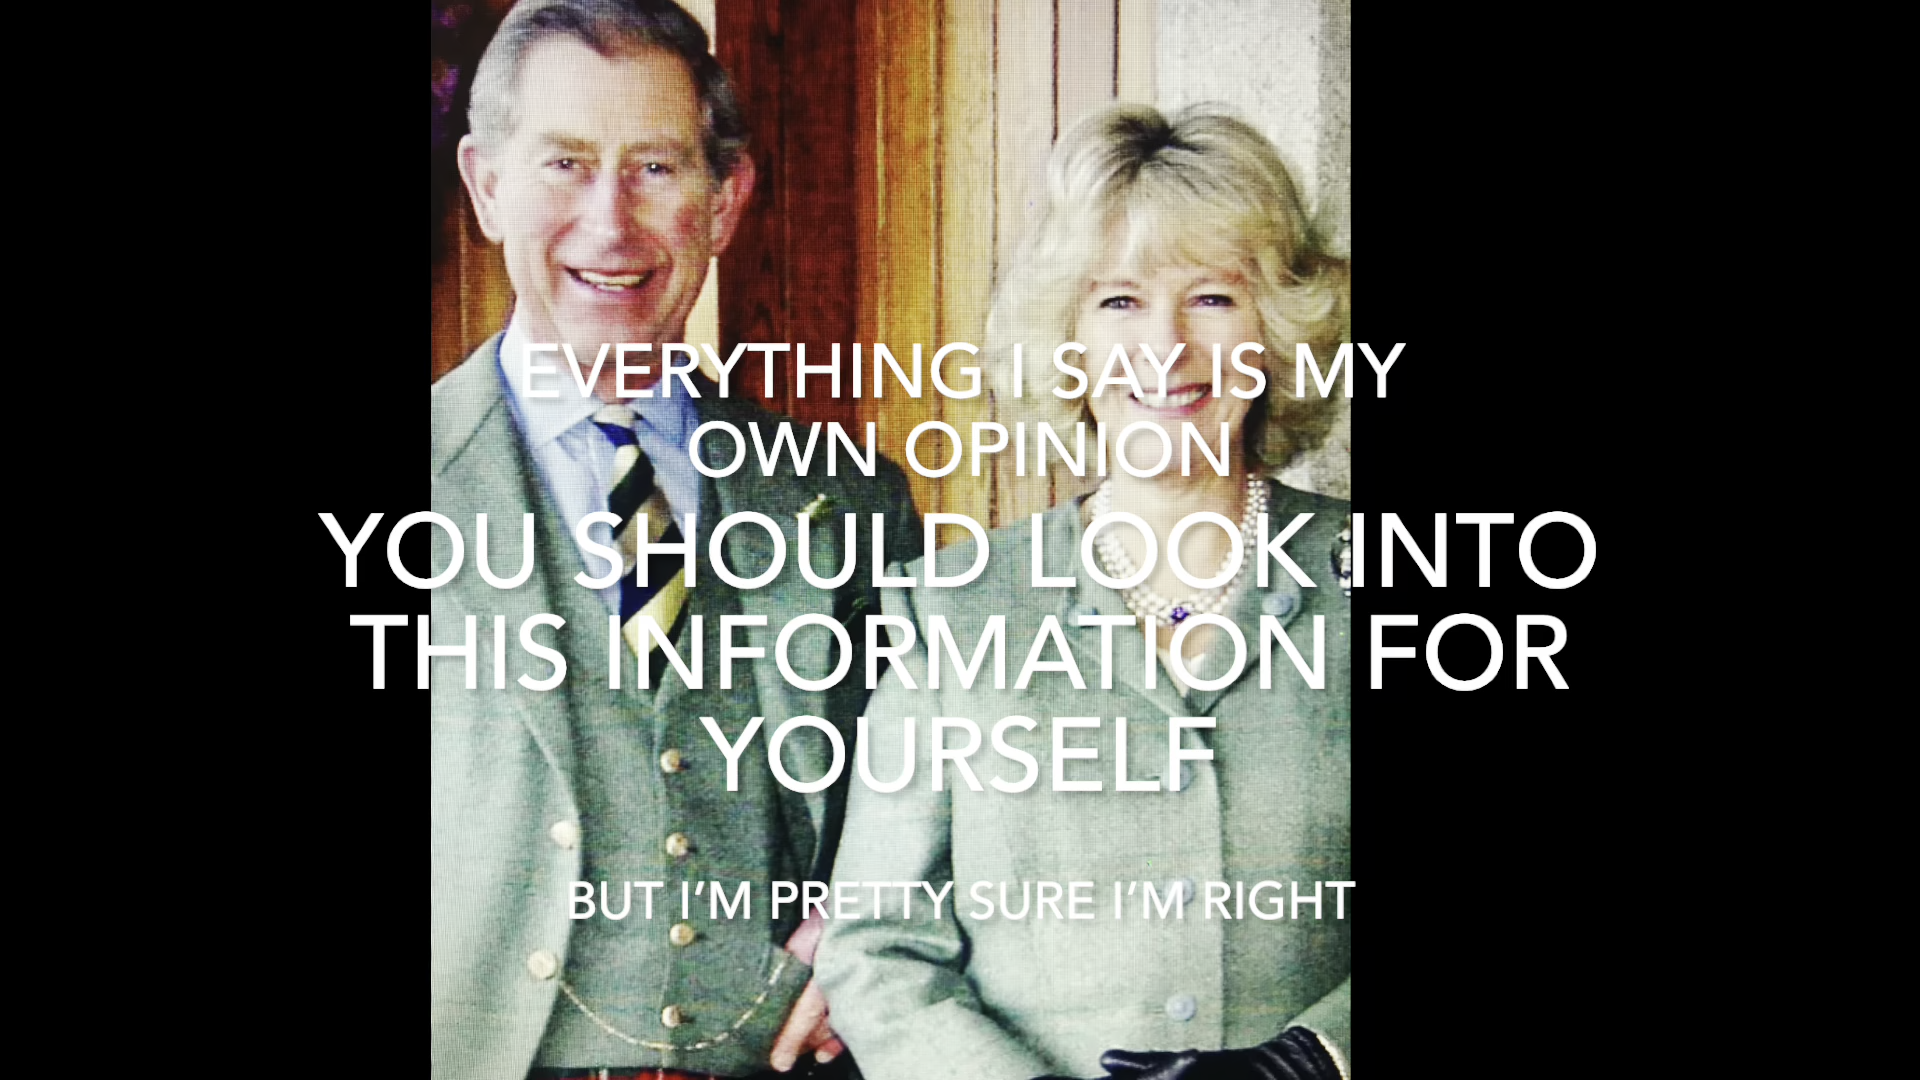 EVERYTHING I SAY IS MY
OWN OPINION
YOU SHOULD LOOK INTO
THIS INFORMATION FOR
YOURSELF
BUT I’M PRETTY SURE I’M RIGHT